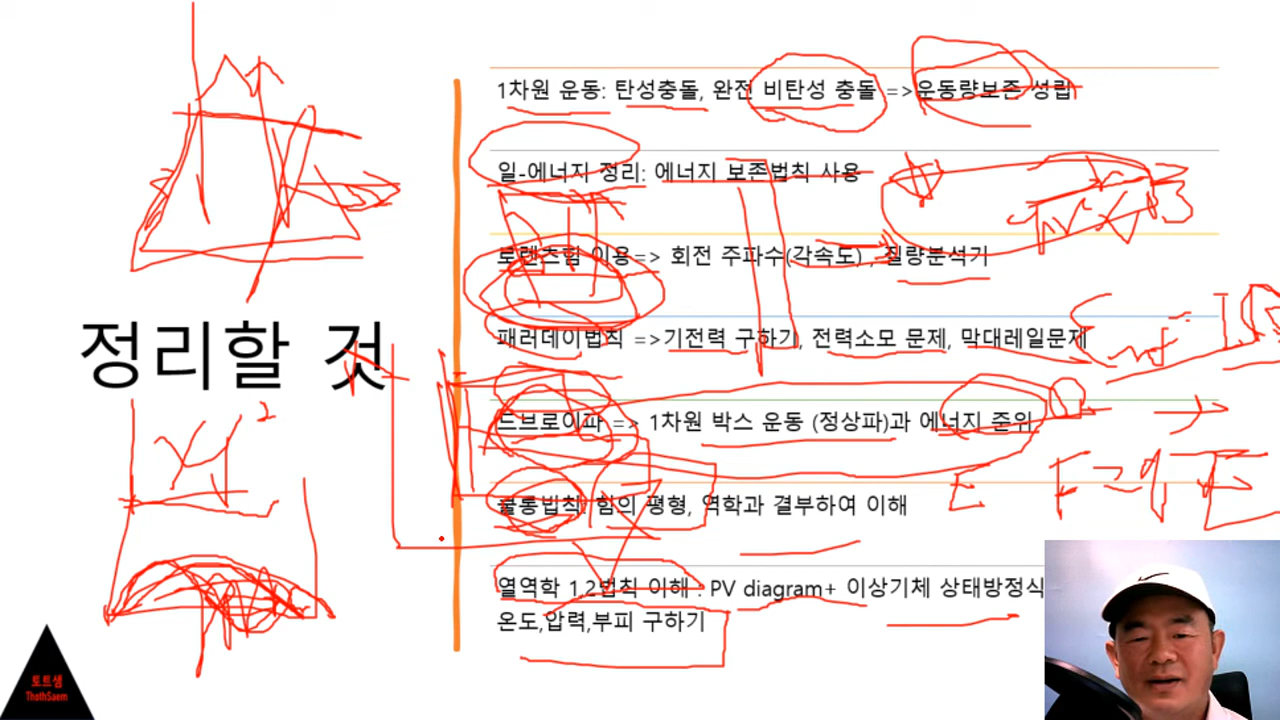 정리할 것
1차원 운동: 탄성충돌, 완전 비탄성 충돌 =>운동량보존 성립
일-에너지 정리: 에너지 보존법칙 사용
로렌츠힘 이용=> 회전 주파수(각속도) , 질량분석기
패러데이법칙 =>기전력 구하기, 전력소모 문제, 막대레일문제
드브로이파 => 1차원 박스 운동 (정상파)과 에너지 준위
쿨롱법칙: 힘의 평형, 역학과 결부하여 이해
열역학 1,2법칙 이해 : PV diagram+ 이상기체 상태방정식
온도,압력,부피 구하기
E F=qE
토트샘
ThothSaem